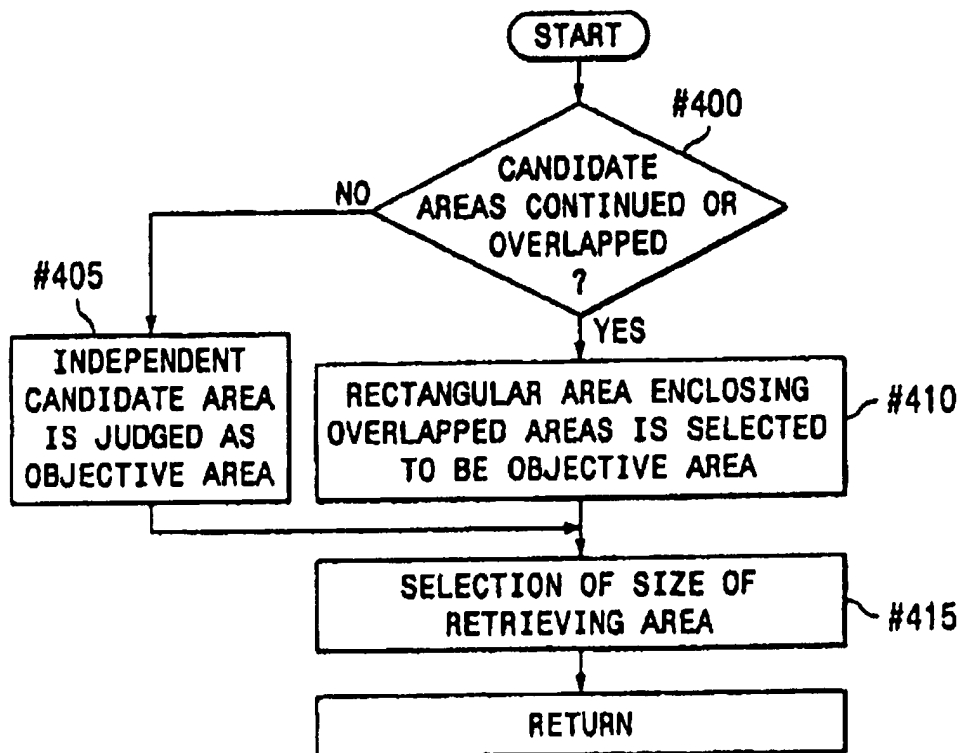 START
#400
CANDIDATE
AREAS CONTINUED OR
OVERLAPPED
?
NO
YES
#405
INDEPENDENT
CANDIDATE AREA
IS JUDGED AS
OBJECTIVE AREA
RECTANGULAR AREA ENCLOSING
OVERLAPPED AREAS IS SELECTED
TO BE OBJECTIVE AREA
#410
SELECTION OF SIZE OF
RETRIEVING AREA
#415
RETURN